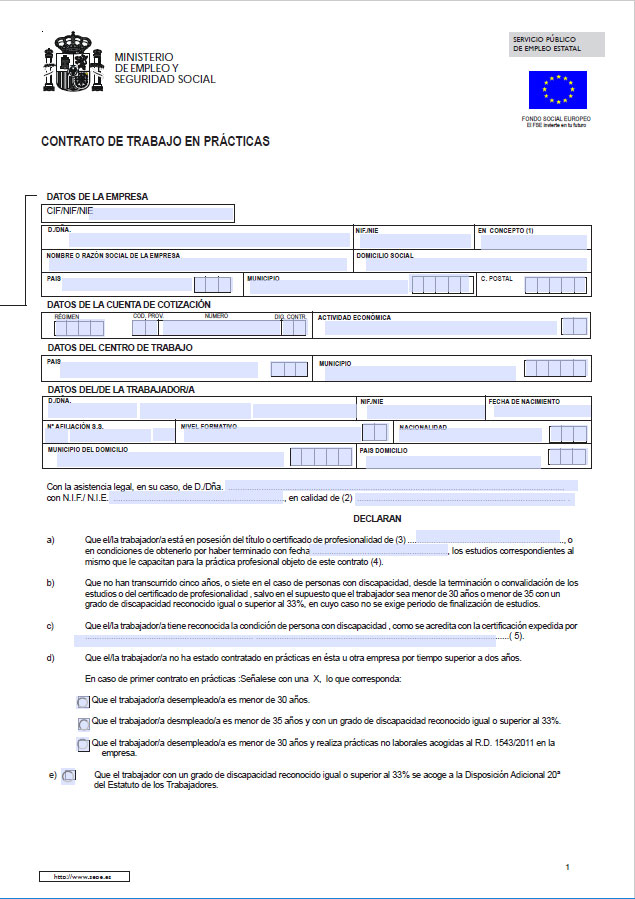 MINISTERIO
DE EMPLEO Y
SEGURIDAD SOCIAL
SERVICIO PÚBLICO
DE EMPLEO ESTATAL
FONDO SOCIAL EUROPEO
El FSE invierte en tu futuro
CONTRATO DE TRABAJO EN PRÁCTICAS
DATOS DE LA EMPRESA
CIF/NIF/NIE
D./DÑA. NIF./NIE EN CONCEPTO (1)
NOMBRE O RAZÓN SOCIAL DE LA EMPRESA DOMICILIO SOCIAL
PAIS MUNICIPIO C. POSTAL
DATOS DE LA CUENTA DE COTIZACIÓN
RÉGIMEN COD. PROV. NÚMERO DIG. CONTR. ACTIVIDAD ECONÓMICA
DATOS DEL CENTRO DE TRABAJO
PAIS MUNICIPIO
DATOS DEL/DE LA TRABAJADOR/A
D./DÑA. NIF./NIE FECHA DE NACIMIENTO
Nº AFILIACIÓN S.S. NIVEL FORMATIVO NACIONALIDAD
MUNICIPIO DEL DOMICILIO PAIS DOMICILIO
Con la asistencia legal, en su caso, de D./Dña.
con N.I.F./ N.I.E. , en calidad de (2)
DECLARAN
a) Que el/la trabajador/a está en posesión del título o certificado de profesionalidad de (3) ...., o
en condiciones de obtenerlo por haber terminado con fecha , los estudios correspondientes al
mismo que le capacitan para la práctica profesional objeto de este contrato (4).
b) Que no han transcurrido cinco años, o siete en el caso de personas con discapacidad, desde la terminación o convalidación de los
estudios o del certificado de profesionalidad , salvo en el supuesto que el trabajador sea menor de 30 años o menor de 35 con un
grado de discapacidad reconocido igual o superior al 33%, en cuyo caso no se exige periodo de finalización de estudios.
c) Que el/la trabajador/a tiene reconocida la condición de persona con discapacidad , como se acredita con la certificación expedida por
......( 5).
d) Que el/la trabajador/a no ha estado contratado en prácticas en ésta u otra empresa por tiempo superior a dos años.
En caso de primer contrato en prácticas :Señalese con una X, lo que corresponda:
Que el trabajador/a desempleado/a es menor de 30 años.
Que el trabajador/a desempleado/a es menor de 35 años y con un grado de discapacidad reconocido igual o superior al 33%.
Que el trabajador/a desempleado/a es menor de 30 años y realiza prácticas no laborales acogidas al R.D. 1543/2011 en la
empresa.
e) Que el trabajador con un grado de discapacidad reconocido igual o superior al 33% se acoge a la Disposición Adicional 20ª
del Estatuto de los Trabajadores.
1
http://www.sepe.es